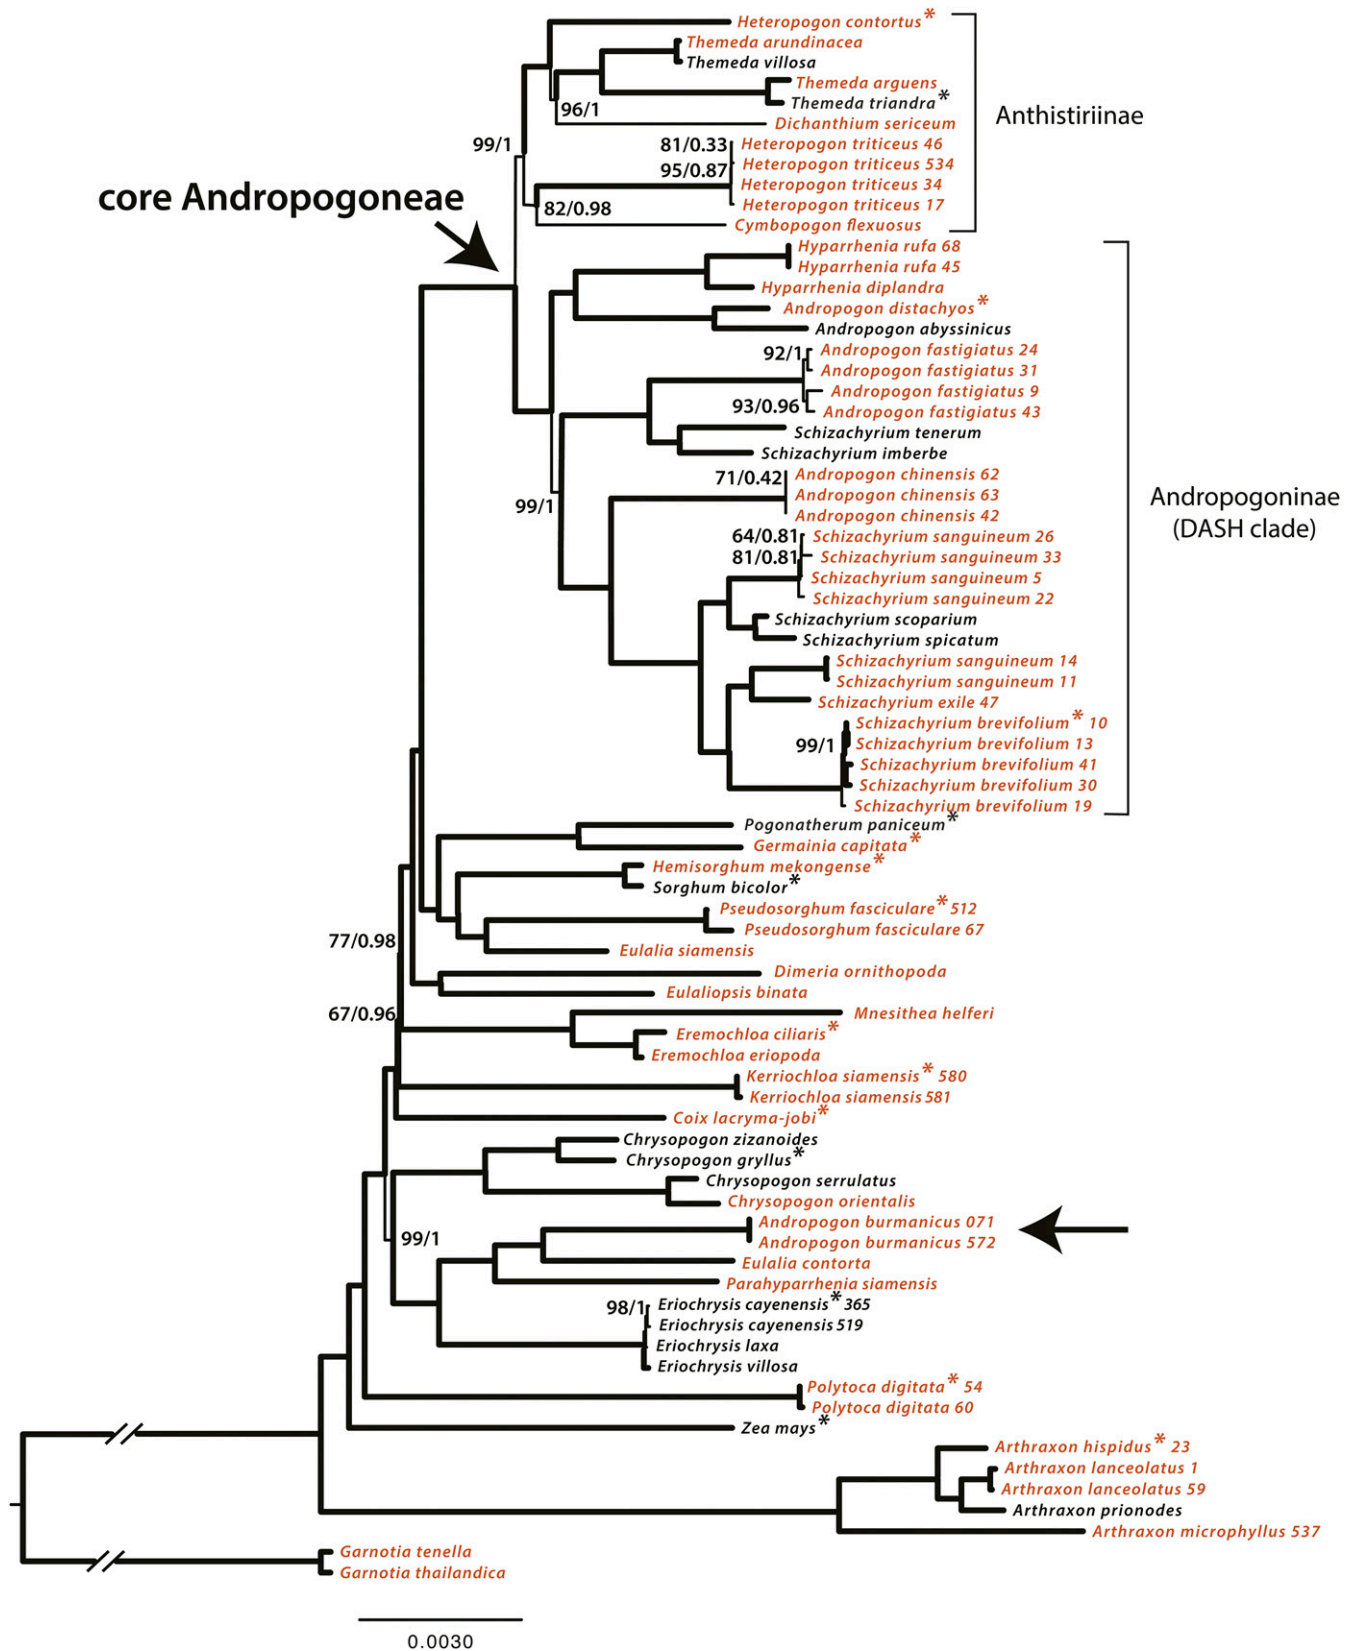 Heteropogon contortus*
Themeda arundinacea
Themeda villosa
Themeda arguens
Themeda triandra*
96/1
Dichanthium sericeum
Anthistiriinae
99/1
81/0.33
Heteropogon triticeus 46
95/0.87
Heteropogon triticeus 534
Heteropogon triticeus 34
82/0.98
Heteropogon triticeus 17
Cymbopogon flexuosus
core Andropogoneae
Hyparrhenia rufa 68
Hyparrhenia rufa 45
Hyparrhenia diplandra
Andropogon distachyos*
Andropogon abyssinicus
92/1
Andropogon fastigiatus 24
Andropogon fastigiatus 31
Andropogon fastigiatus 9
93/0.96
Andropogon fastigiatus 43
Schizachyrium tenerum
Schizachyrium imberbe
71/0.42
Andropogon chinensis 62
Andropogon chinensis 63
Andropogon chinensis 42
99/1
Andropogoninae
(DASH clade)
64/0.81
Schizachyrium sanguineum 26
81/0.81
Schizachyrium sanguineum 33
Schizachyrium sanguineum 5
Schizachyrium sanguineum 22
Schizachyrium scoparium
Schizachyrium spicatum
Schizachyrium sanguineum 14
Schizachyrium sanguineum 11
Schizachyrium exile 47
Schizachyrium brevifolium* 10
99/1
Schizachyrium brevifolium 13
Schizachyrium brevifolium 41
Schizachyrium brevifolium 30
Schizachyrium brevifolium 19
Pogonatherum paniceum*
Germainia capitata*
Hemisorghum mekongense*
Sorghum bicolor*
Pseudosorghum fasciculare* 512
Pseudosorghum fasciculare 67
77/0.98
Eulalia siamensis
Dimeria ornithopoda
Eulaliopsis binata
67/0.96
Mnesithea helferi
Eremochloa ciliaris*
Eremochloa eriopoda
Kerriochloa siamensis* 580
Kerriochloa siamensis 581
Coix lacryma-jobi*
Chrysopogon zizanoides
Chrysopogon gryllus*
Chrysopogon serrulatus
Chrysopogon orientalis
99/1
Andropogon burmanicus 071
Andropogon burmanicus 572
Eulalia contorta
Parahyparrhenia siamensis
98/1
Eriochrysis cayenensis* 365
Eriochrysis cayenensis 519
Eriochrysis laxa
Eriochrysis villosa
Polytoca digitata* 54
Polytoca digitata 60
Zea mays*
Arthraxon hispidus* 23
Arthraxon lanceolatus 1
Arthraxon lanceolatus 59
Arthraxon prionodes
Arthraxon microphyllus 537
Garnotia tenella
Garnotia thailandica
0.0030